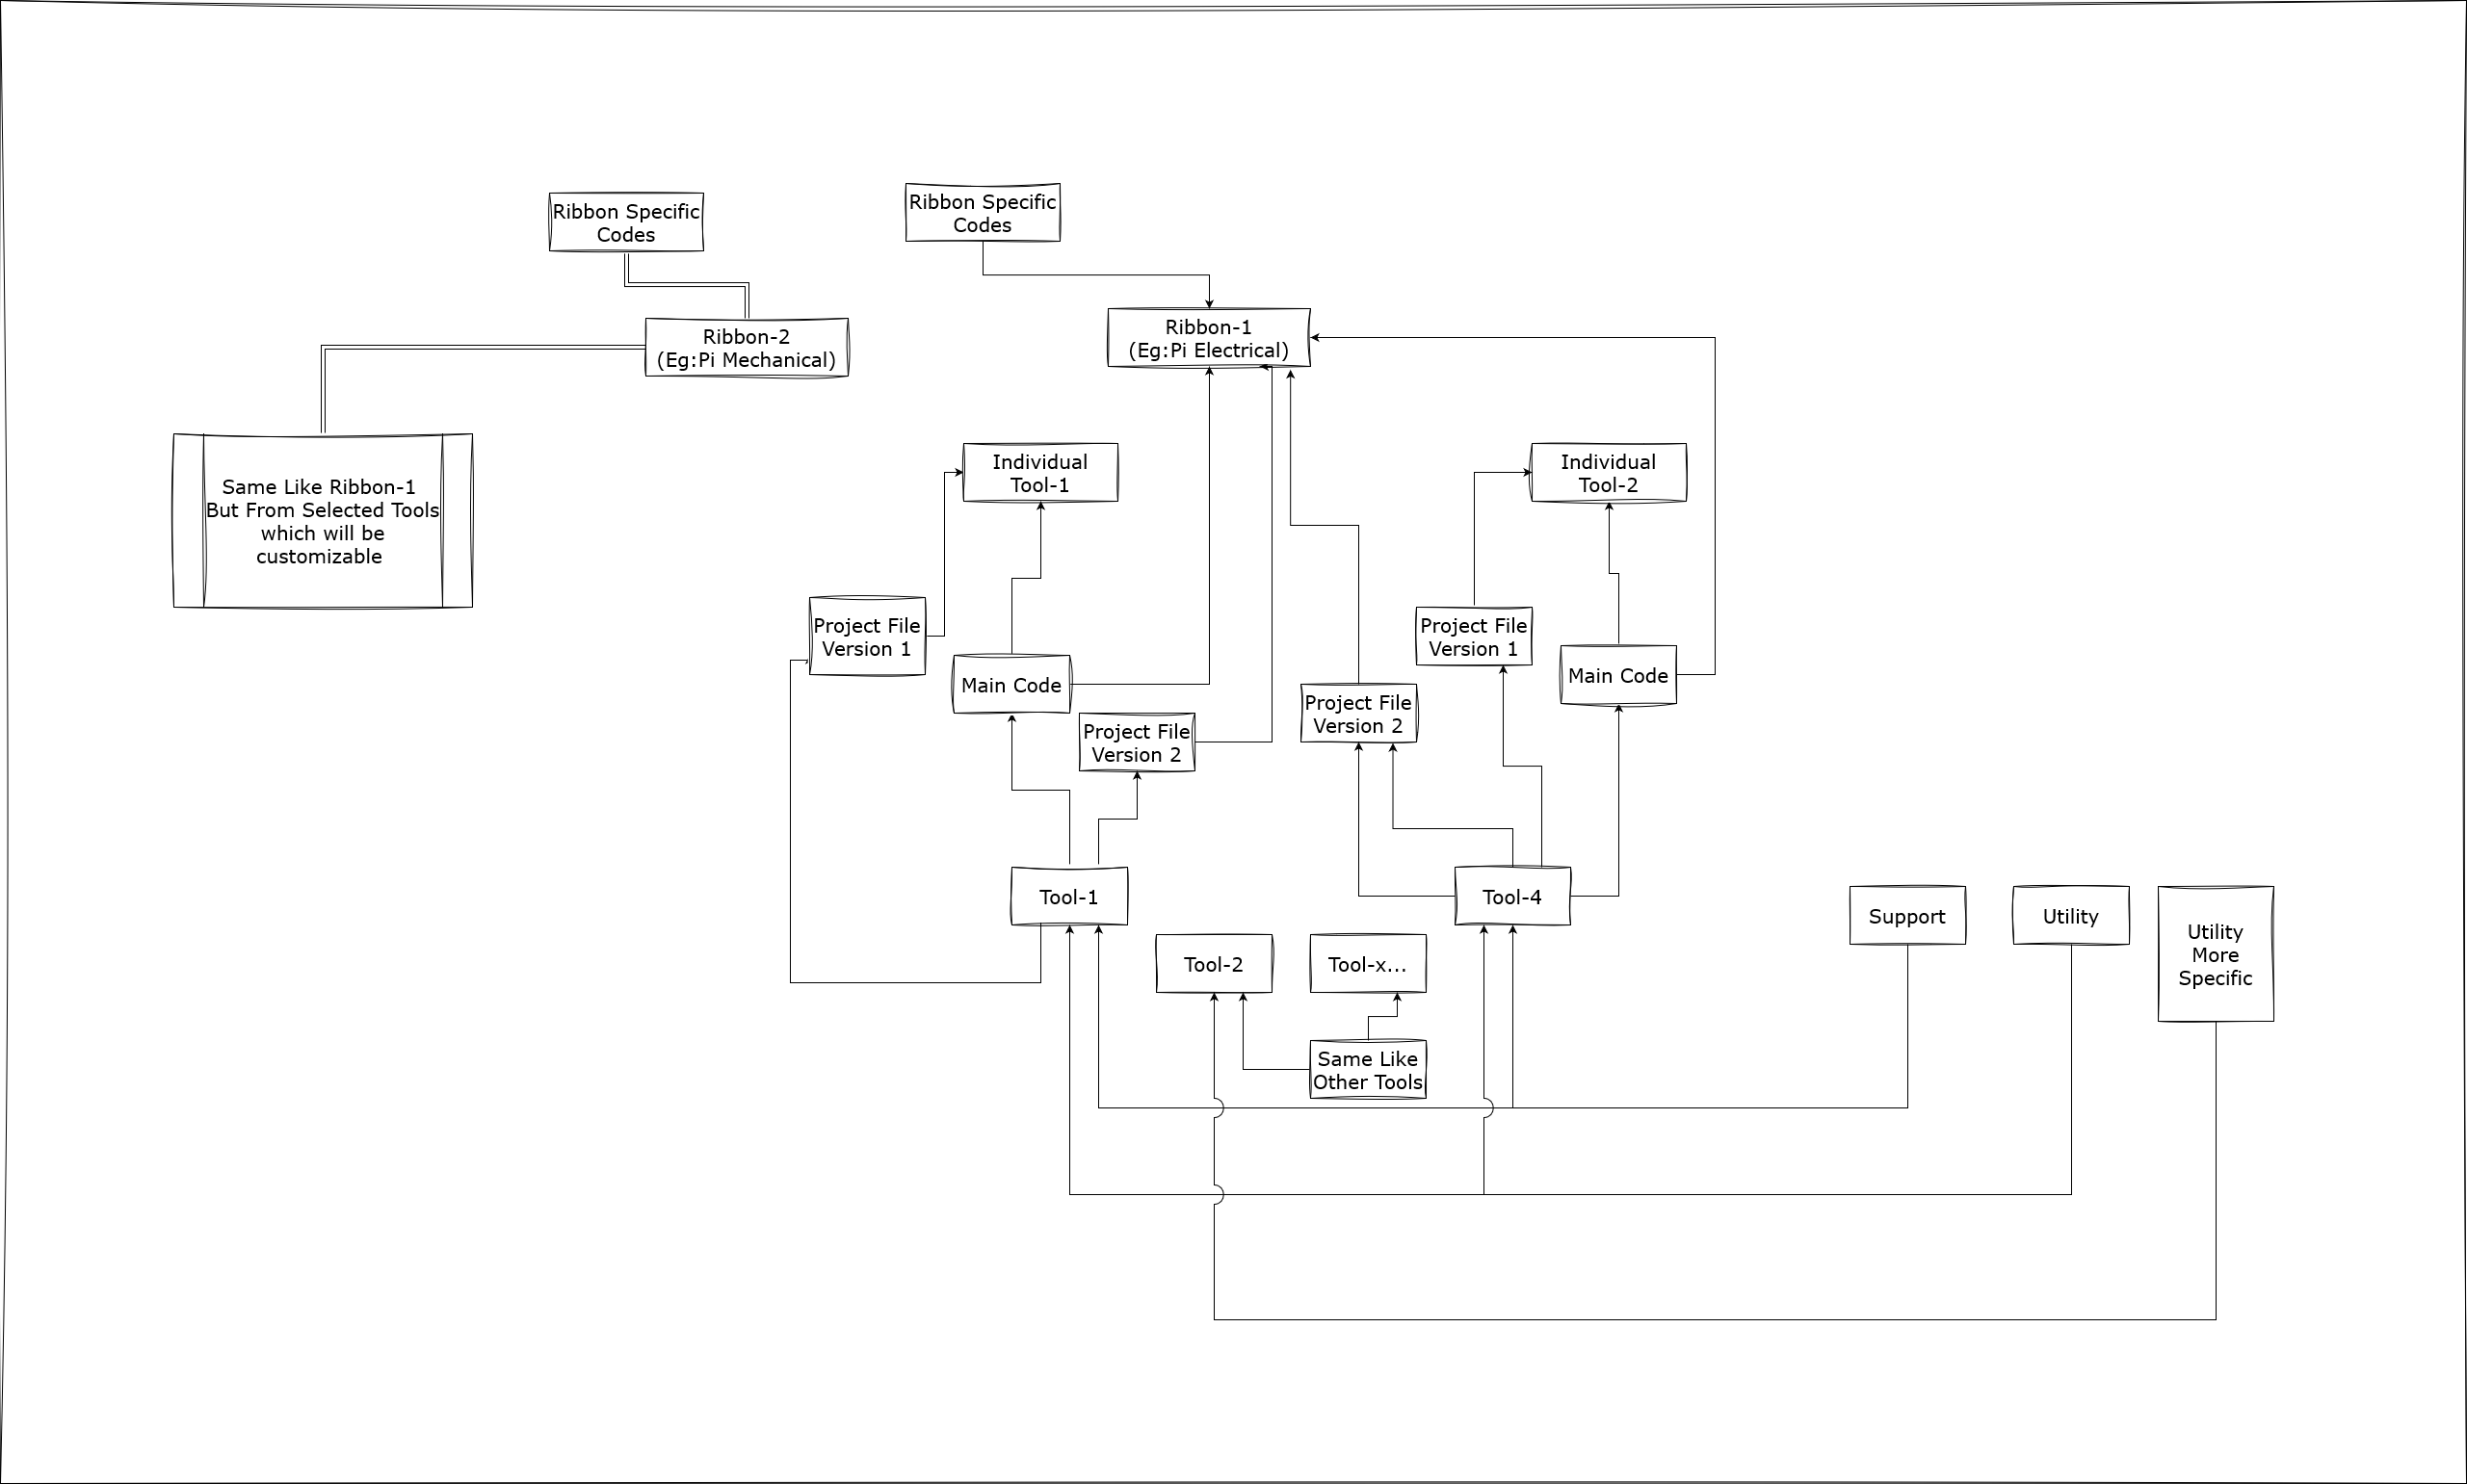 Ribbon Specific
Codes
Ribbon Specific
Codes
Ribbon-2
(Eg:Pi Mechanical)
Ribbon-1
(Eg:Pi Electrical)
Same Like Ribbon-1
But From Selected Tools
which will be
customizable
Individual
Tool-1
Individual
Tool-2
Project File
Version 1
Main Code
Project File
Version 2
Project File
Version 2
Project File
Version 1
Main Code
Tool-1
Tool-4
Tool-2
Tool-x...
Same Like
Other Tools
Support
Utility
Utility
More
Specific